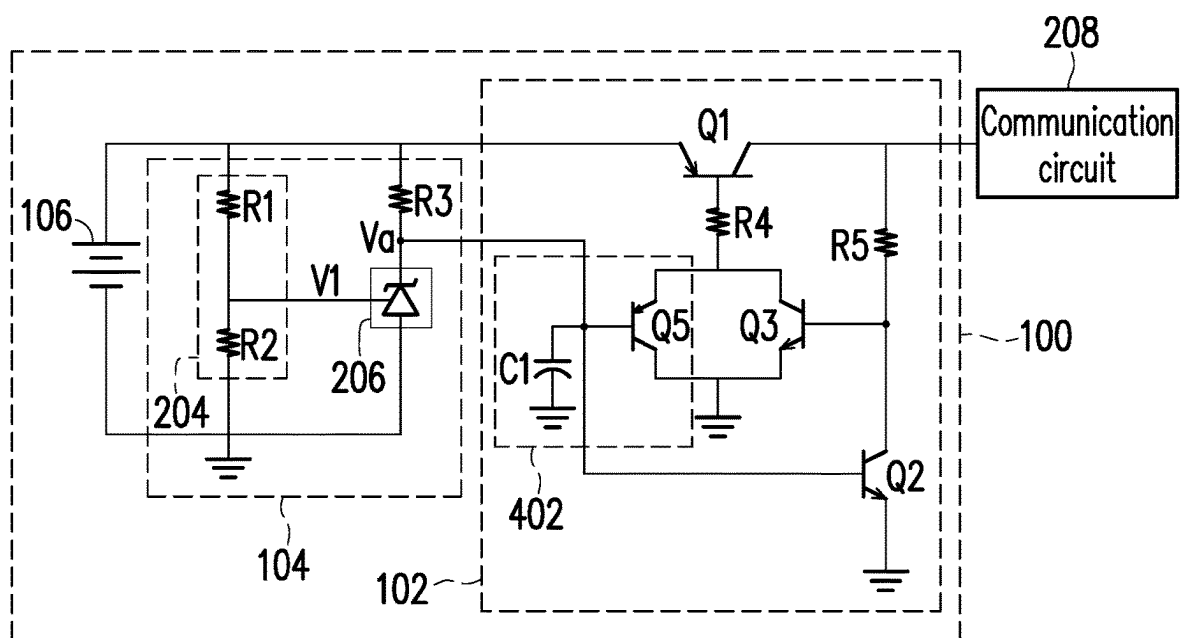 208
Communication
circuit
Q1
106
R1
R3
R4
R5
Va
V1
Q5
Q3
R2
206
C1
100
204
Q2
402
104
102